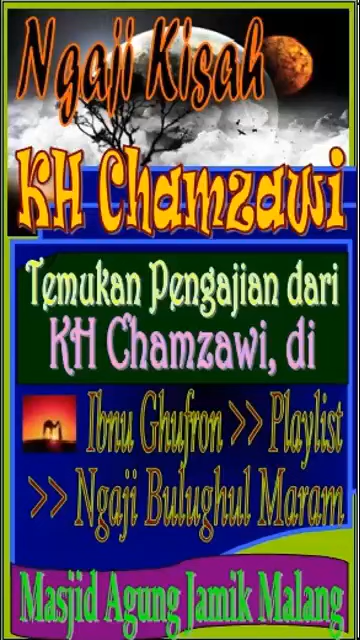 Ngaji Kisah
KH Chamzawi
Temukan Pengajian dari
KH Chamzawi, di
Ibnu Ghufron >> Playlist
>> Ngaji Bulughul Maram
Masjid Agung Jamik Malang